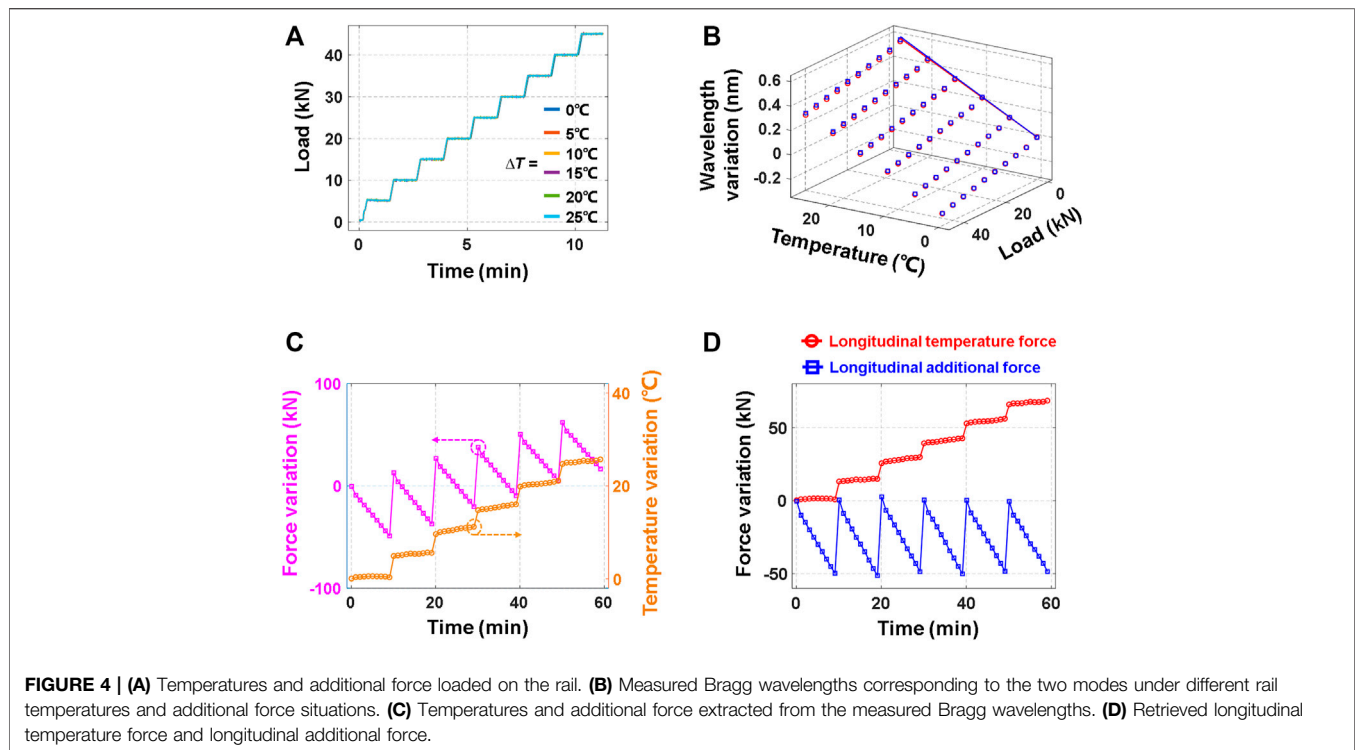 A
Load (kN)
40
30
20
10
0
0°C
5°C
10°C
ΔT =
15°C
20°C
25°C
0
5
10
Time (min)
B
Wavelength
variation (nm)
0.6
0.4
0.2
0
-0.2
20
10
0
Temperature (°C)
40
20
0
Load (kN)
C
Force variation (kN)
100
0
-100
40
20
0
Temperature variation (°C)
0
20
40
60
Time (min)
D
Longitudinal temperature force
Longitudinal additional force
Force variation (kN)
50
0
-50
0
20
40
60
Time (min)
FIGURE 4 | (A) Temperatures and additional force loaded on the rail. (B) Measured Bragg wavelengths corresponding to the two modes under different rail
temperatures and additional force situations. (C) Temperatures and additional force extracted from the measured Bragg wavelengths. (D) Retrieved longitudinal
temperature force and longitudinal additional force.